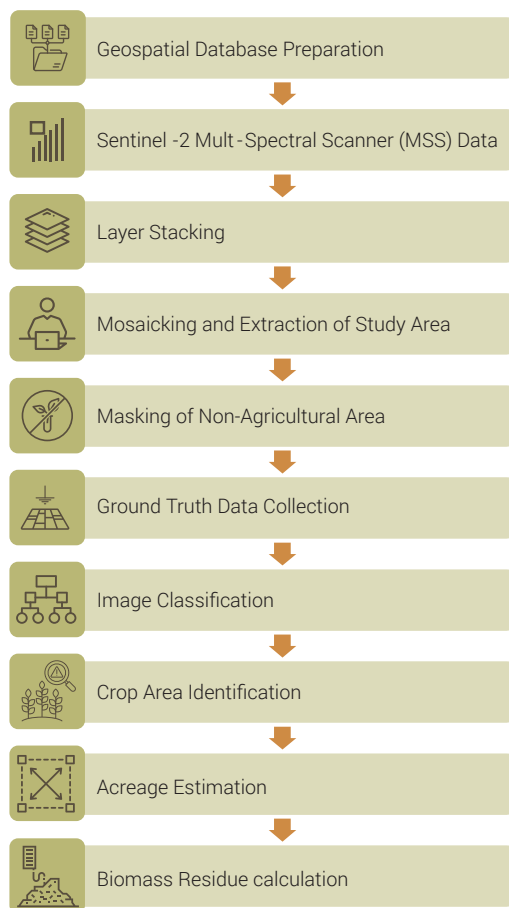 Geospatial Database Preparation
Sentinel -2 Mult-Spectral Scanner (MSS) Data
Layer Stacking
Mosaicking and Extraction of Study Area
Masking of Non-Agricultural Area
Ground Truth Data Collection
Image Classification
Crop Area Identification
Acreage Estimation
Biomass Residue calculation